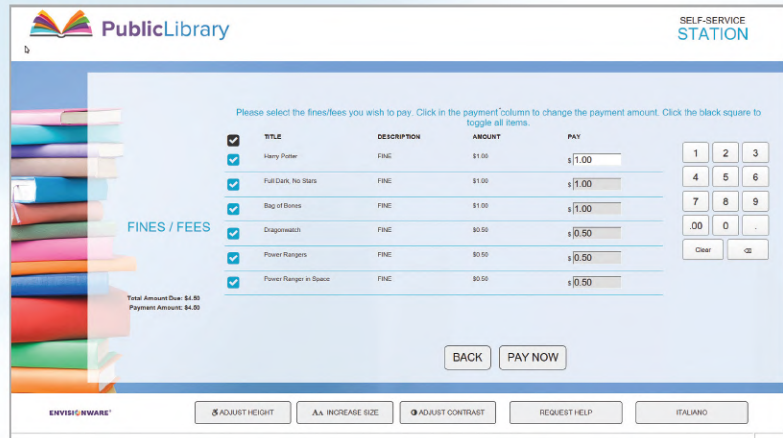 PublicLibrary
SELF-SERVICE
STATION
Please select the fines/fees you wish to pay. Click in the payment column to change the payment amount. Click the black square to
toggle all items.
TITLE DESCRIPTION AMOUNT PAY
Harry Potter FINE $1.00 $ 1.00
Full Dark, No Stars FINE $1.00 $ 1.00
Bag of Bones FINE $1.00 $ 1.00
Dragonwatch FINE $0.50 $ 0.50
Power Rangers FINE $0.50 $ 0.50
Power Ranger in Space FINE $0.50 $ 0.50
FINES / FEES
Total Amount Due: $4.50
Payment Amount: $4.50
1 2 3
4 5 6
7 8 9
.00 0 .
Clear
BACK PAY NOW
ENVISIONWARE
ADJUST HEIGHT AA INCREASE SIZE ADJUST CONTRAST REQUEST HELP ITALIANO